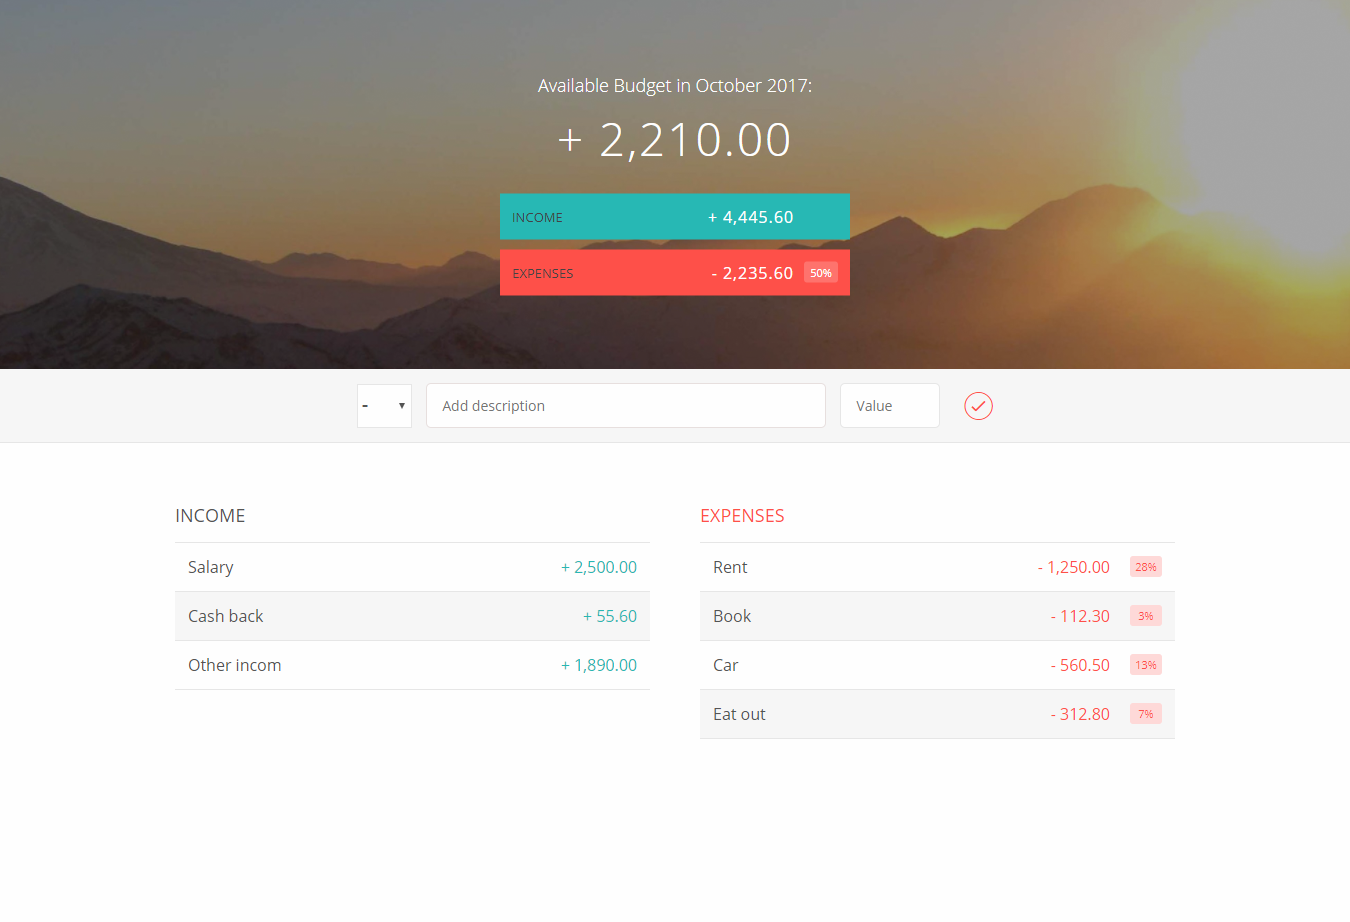 Available Budget in October 2017:
+ 2,210.00
INCOME + 4,445.60
EXPENSES - 2,235.60 50%
- ▼ Add description Value
INCOME
Salary + 2,500.00
Cash back + 55.60
Other incom + 1,890.00
EXPENSES
Rent - 1,250.00 28%
Book - 112.30 3%
Car - 560.50 13%
Eat out - 312.80 7%